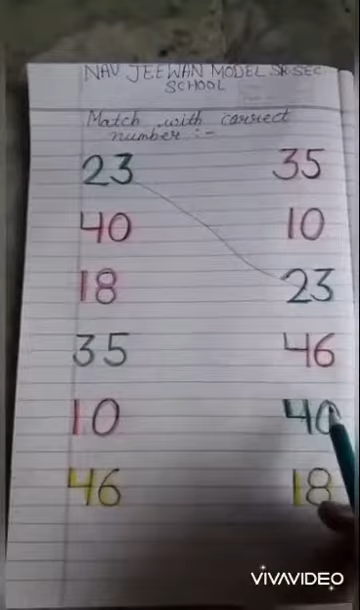 NAV JEEWAN MODEL SR. SEC
SCHOOL
Match with correct
number :-
23 35
40 10
18 23
35 46
10 40
46 18
VIVAVIDEO